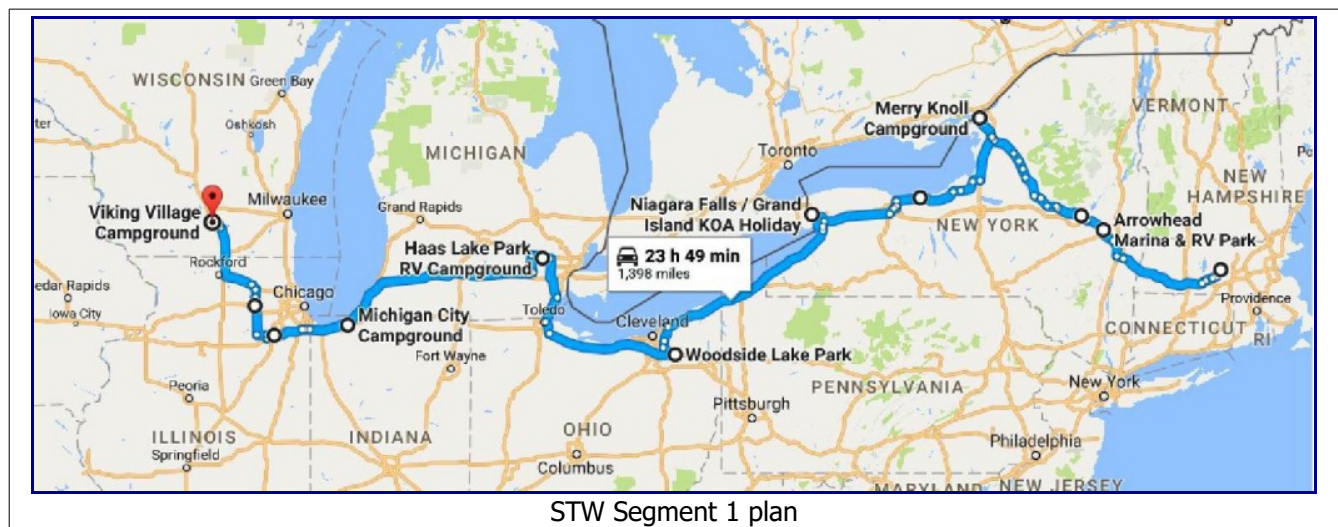 WISCONSIN
Green Bay
Oshkosh
Viking Village
Campground
Milwaukee
Rockford
edar Rapids
Iowa City
Chicago
Peoria
ILLINOIS
Springfield
MICHIGAN
Grand Rapids
Haas Lake Park
RV Campground
Michigan City
Campground
Fort Wayne
INDIANA
Toledo
Cleveland
Woodside Lake Park
OHIO
Columbus
23 h 49 min
1,398 miles
Toronto
Niagara Falls / Grand
Island KOA Holiday
Merry Knoll
Campground
NEW YORK
VERMONT
NEW
HAMPSHIRE
Arrowhead
Marina & RV Park
Providence
CONNECTICUT
RI
PENNSYLVANIA
Pittsburgh
New York
Philadelphia
MARYLAND
NEW JERSEY
STW Segment 1 plan